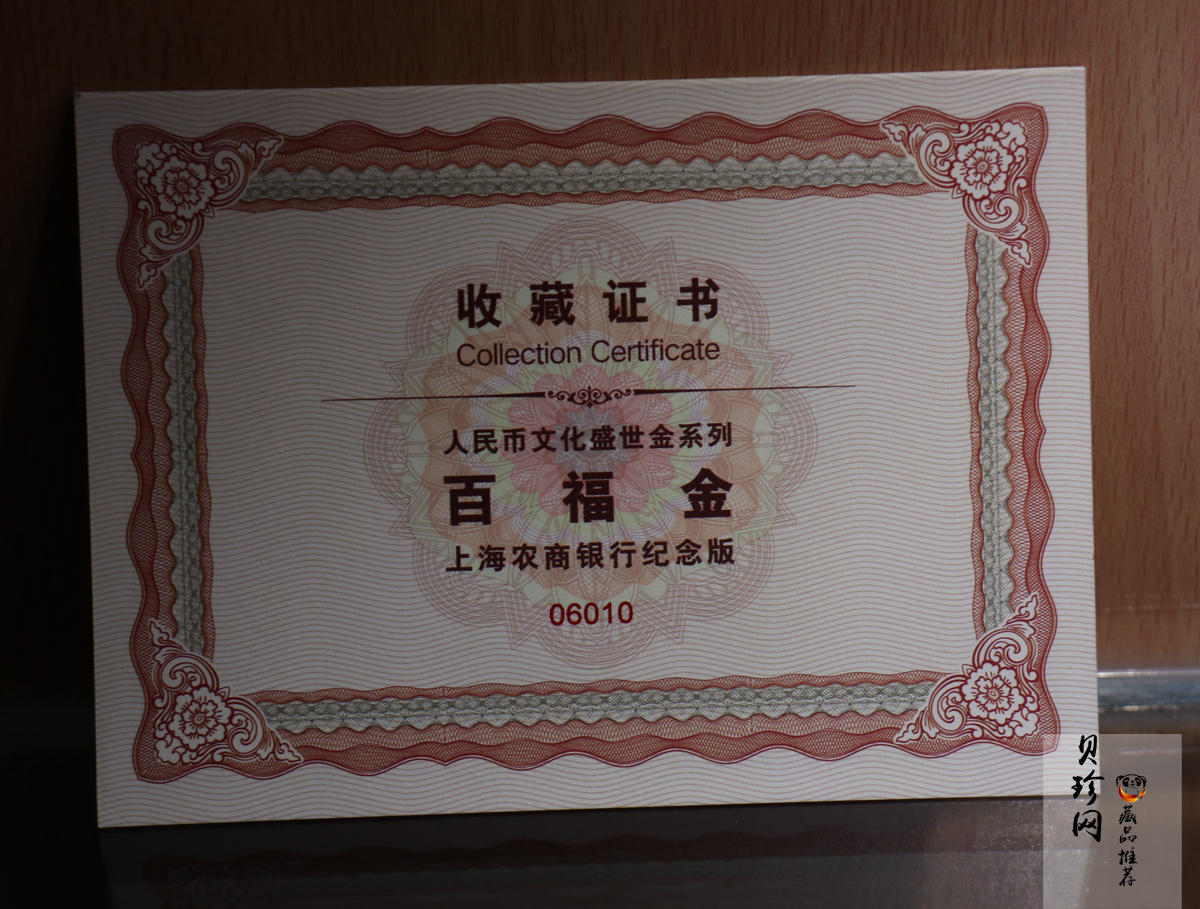 收藏证书
Collection Certificate
人民币文化盛世金系列
百福金
上海农商银行纪念版
06010
贝珍网
藏品推荐